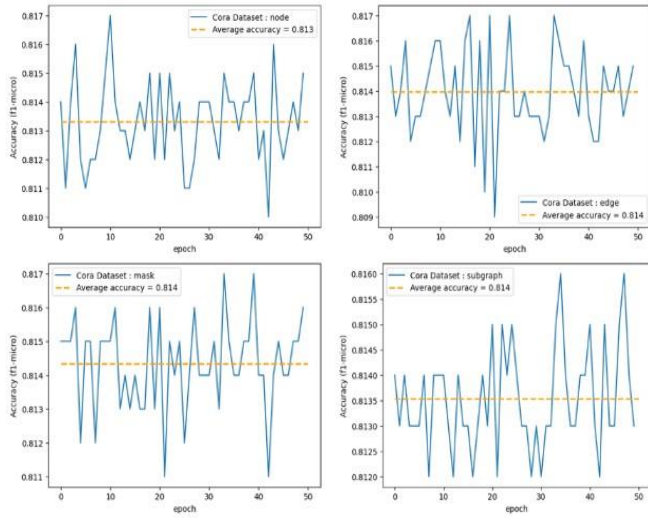 0.817
0.816
0.815
0.814
0.813
0.812
0.811
0.810
Accuracy (f1-micro)
Cora Dataset : node
Average accuracy = 0.813
0 10 20 30 40 50
epoch
0.817
0.816
0.815
0.814
0.813
0.812
0.811
0.810
0.809
Accuracy (f1-micro)
Cora Dataset : edge
Average accuracy = 0.814
0 10 20 30 40 50
epoch
0.817
0.816
0.815
0.814
0.813
0.812
0.811
Accuracy (f1-micro)
Cora Dataset : mask
Average accuracy = 0.814
0 10 20 30 40 50
epoch
0.8160
0.8155
0.8150
0.8145
0.8140
0.8135
0.8130
0.8125
0.8120
Accuracy (f1-micro)
Cora Dataset : subgraph
Average accuracy = 0.814
0 10 20 30 40 50
epoch